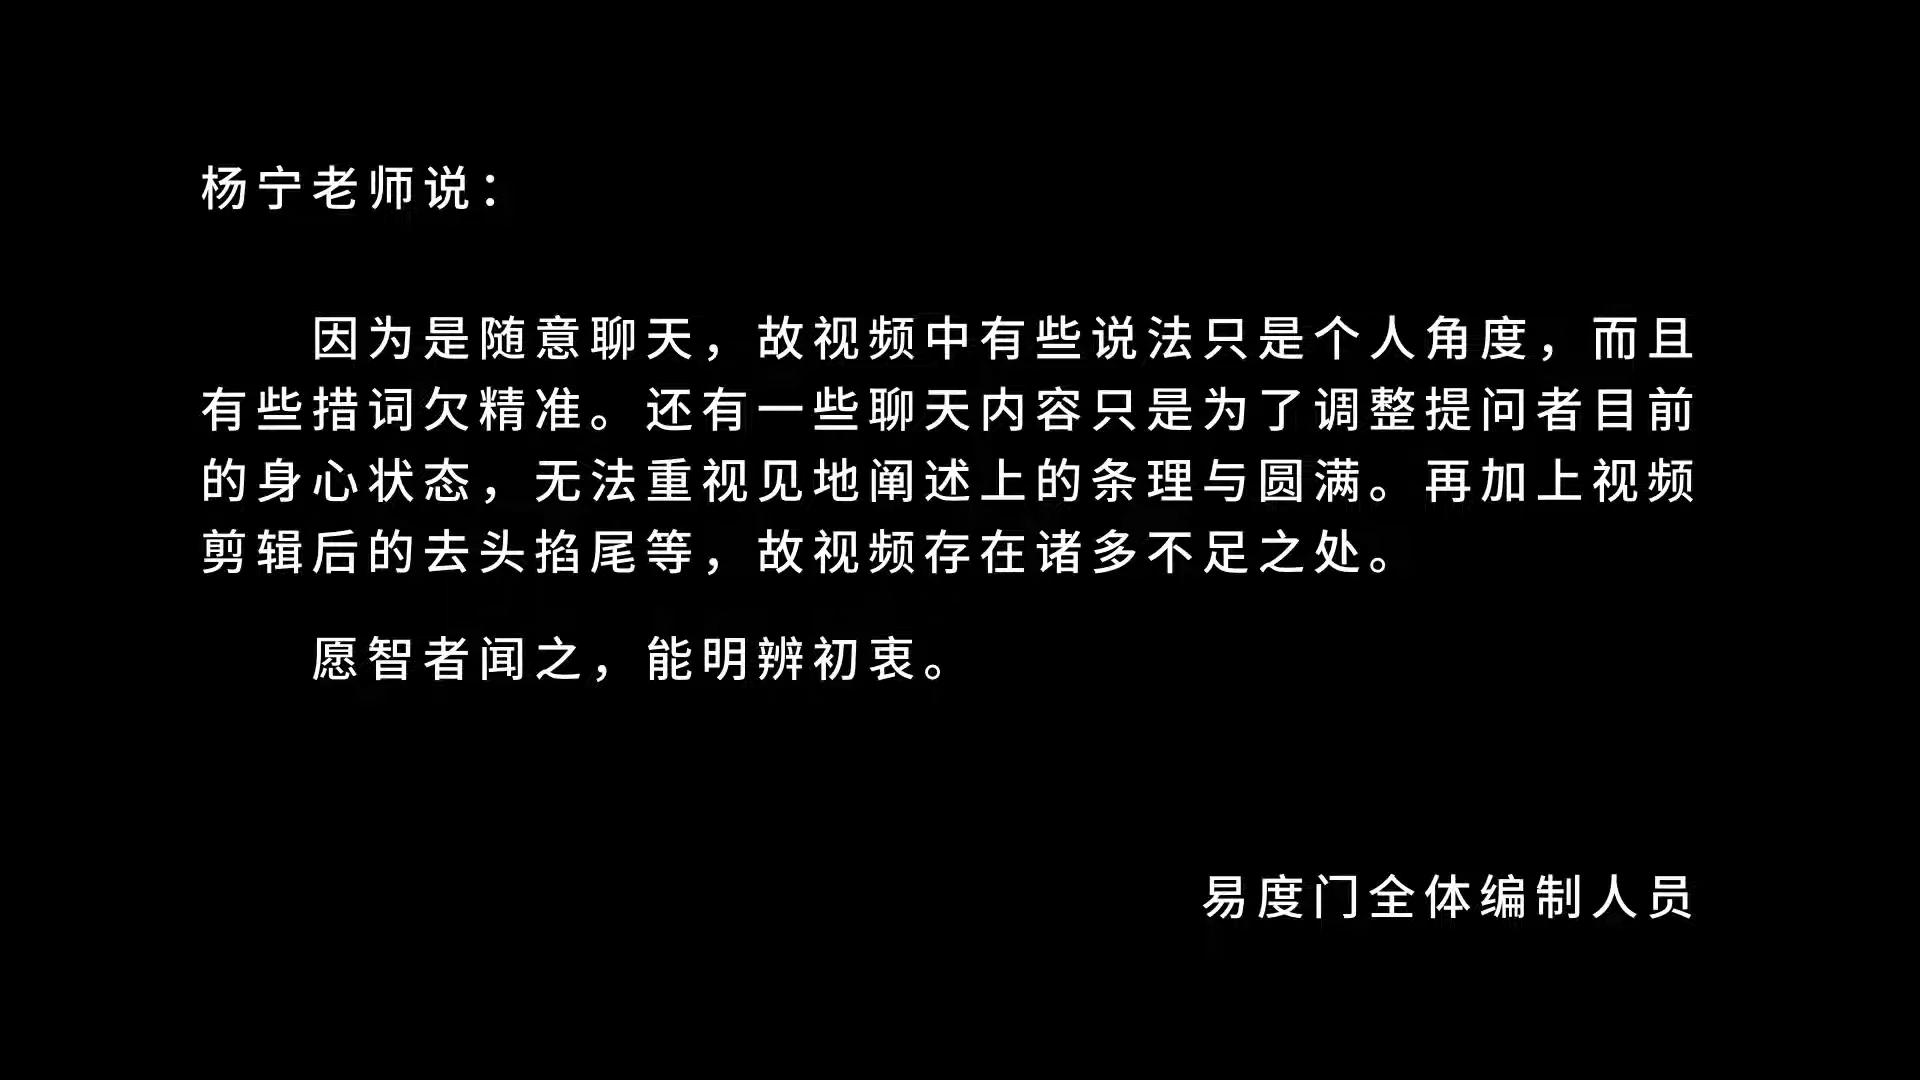 杨宁老师说：
因为是随意聊天，故视频中有些说法只是个人角度，而且
有些措词欠精准。还有一些聊天内容只是为了调整提问者目前
的身心状态，无法重视见地阐述上的条理与圆满。再加上视频
剪辑后的去头掐尾等，故视频存在诸多不足之处。
愿智者闻之，能明辨初衷。
易度门全体编制人员